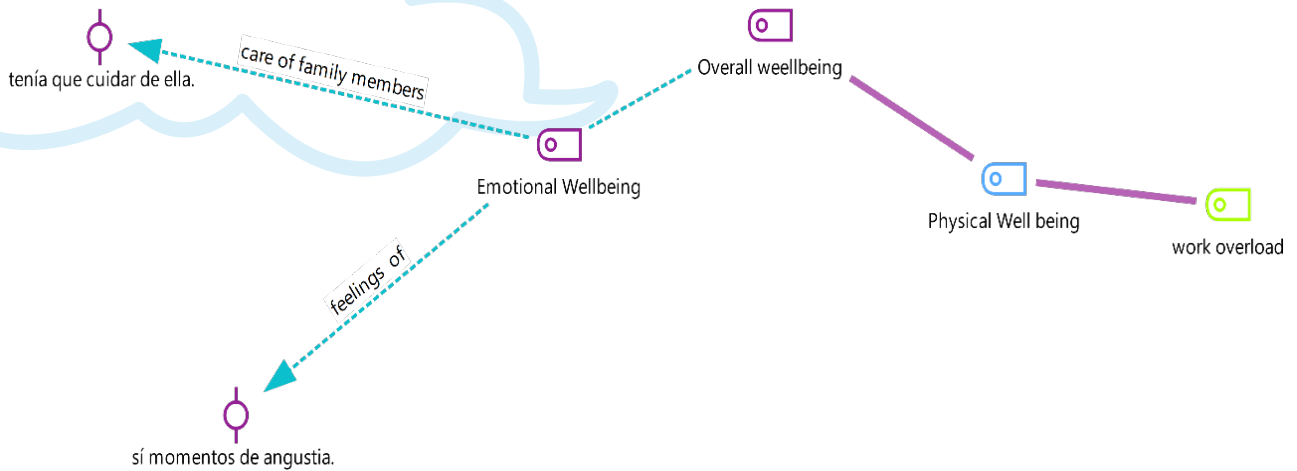 care of family members
tenía que cuidar de ella.
Overall weellbeing
Emotional Wellbeing
Physical Well being
work overload
feelings of
sí momentos de angustia.